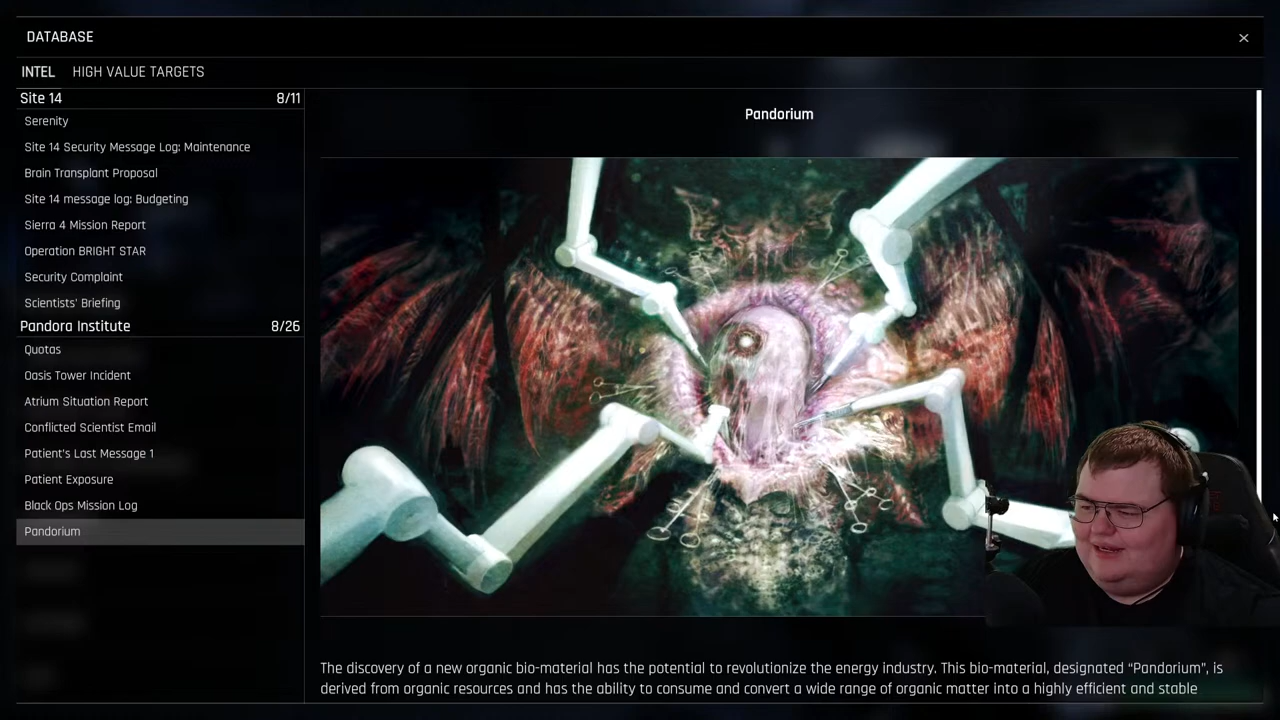 DATABASE
INTEL HIGH VALUE TARGETS
Site 14 8/11
Serenity
Site 14 Security Message Log: Maintenance
Brain Transplant Proposal
Site 14 message log: Budgeting
Sierra 4 Mission Report
Operation BRIGHT STAR
Security Complaint
Scientists' Briefing
Pandora Institute 8/26
Quotas
Oasis Tower Incident
Atrium Situation Report
Conflicted Scientist Email
Patient's Last Message 1
Patient Exposure
Black Ops Mission Log
Pandorium
Pandorium
The discovery of a new organic bio-material has the potential to revolutionize the energy industry. This bio-material, designated “Pandorium”, is
derived from organic resources and has the ability to consume and convert a wide range of organic matter into a highly efficient and stable